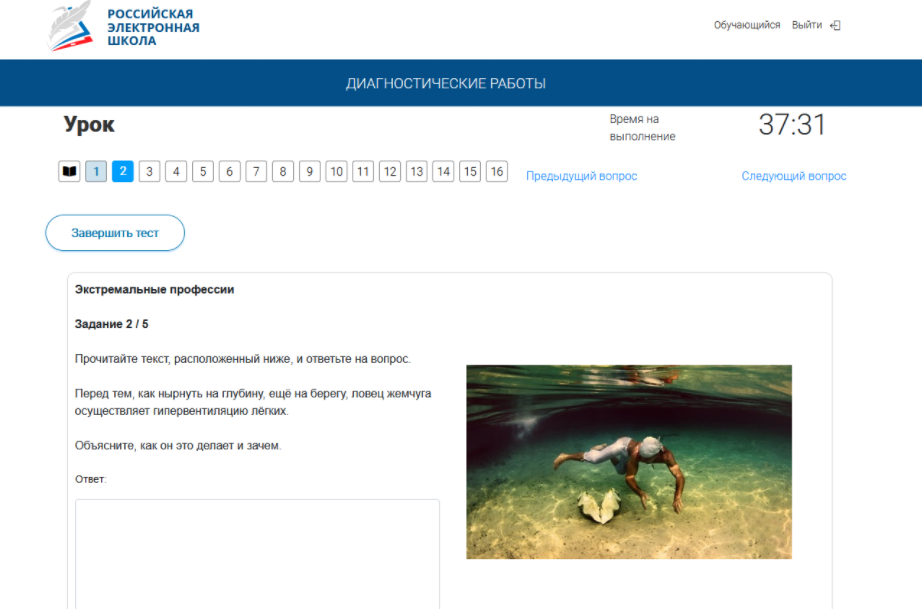 РОССИЙСКАЯ
ЭЛЕКТРОННАЯ
ШКОЛА
Обучающийся Выйти
ДИАГНОСТИЧЕСКИЕ РАБОТЫ
Урок
Время на
выполнение
37:31
1 2 3 4 5 6 7 8 9 10 11 12 13 14 15 16
Предыдущий вопрос
Следующий вопрос
Завершить тест
Экстремальные профессии
Задание 2 / 5
Прочитайте текст, расположенный ниже, и ответьте на вопрос.
Перед тем, как нырнуть на глубину, ещё на берегу, ловец жемчуга
осуществляет гипервентиляцию лёгких.
Объясните, как он это делает и зачем.
Ответ: